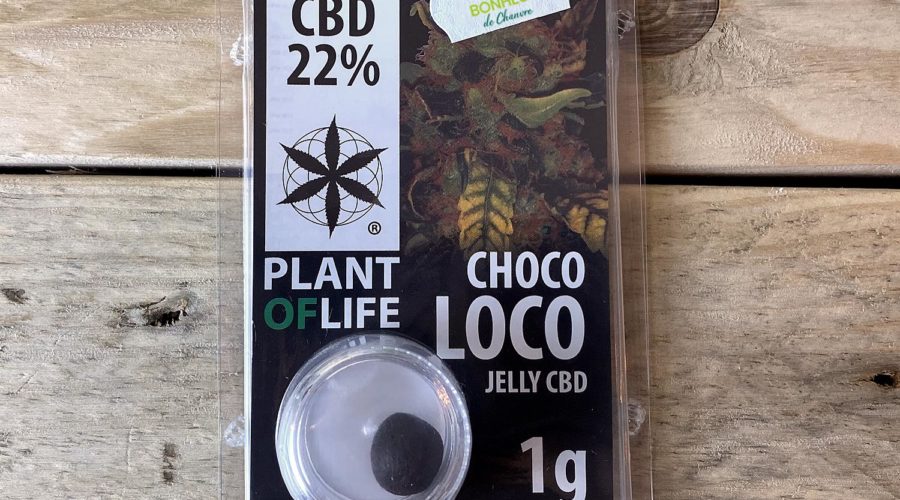 CBD
22%
de Chanvre
®
PLANT
OF LIFE
CHOCO
LOCO
JELLY CBD
1g